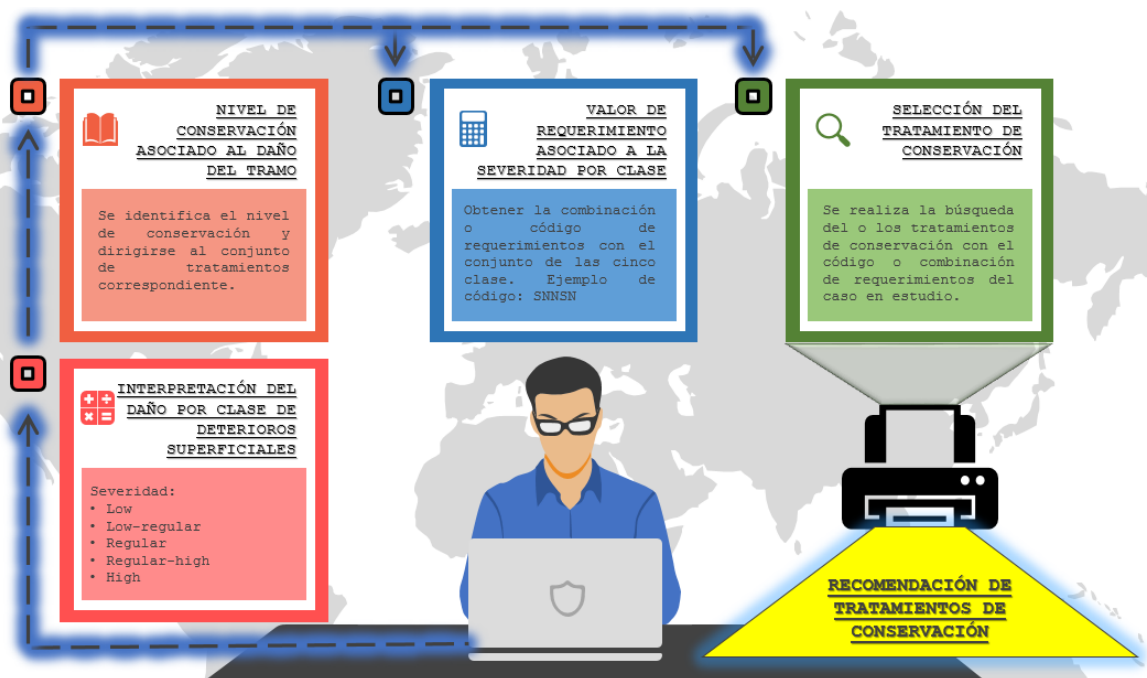 NIVEL DE
CONSERVACIÓN
ASOCIADO AL DAÑO
DEL TRAMO
Se identifica el nivel
de conservación y
dirigirse al conjunto
de tratamientos
correspondiente.
VALOR DE
REQUERIMIENTO
ASOCIADO A LA
SEVERIDAD POR CLASE
Obtener la combinación
o código de
requerimientos con el
conjunto de las cinco
clase. Ejemplo de
código: SNNSN
SELECCIÓN DEL
TRATAMIENTO DE
CONSERVACIÓN
Se realiza la búsqueda
del o los tratamientos
de conservación con el
código o combinación
de requerimientos del
caso en estudio.
INTERPRETACIÓN DEL
DAÑO POR CLASE DE
DETERIOROS
SUPERFICIALES
Severidad:
• Low
• Low-regular
• Regular
• Regular-high
• High
RECOMENDACIÓN DE
TRATAMIENTOS DE
CONSERVACIÓN